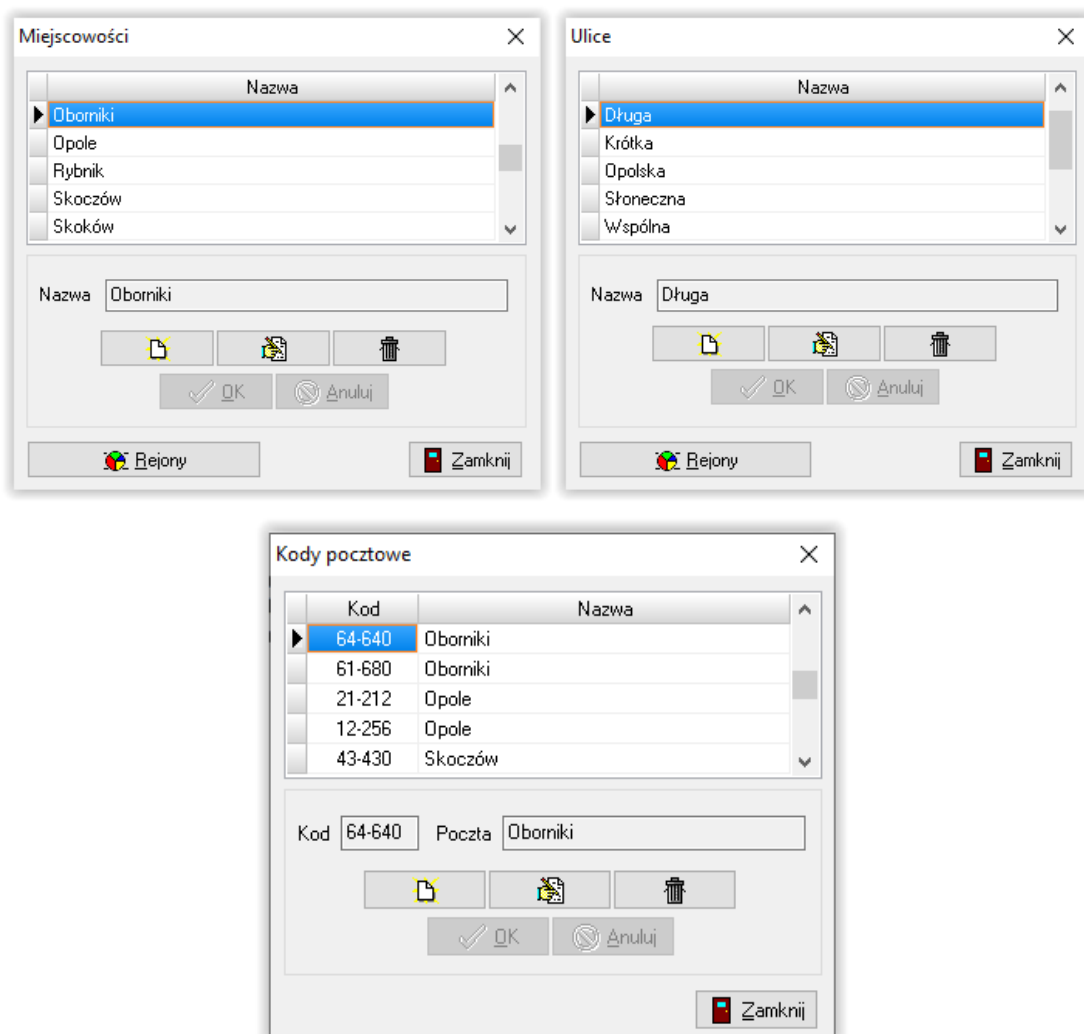 Miejscowości
Nazwa
Oborniki
Opole
Rybnik
Skoczów
Skoków
Nazwa Oborniki
OK Anuluj
Rejony Zamknij
Ulice
Nazwa
Długa
Krótka
Opolska
Słoneczna
Wspólna
Nazwa Długa
OK Anuluj
Rejony Zamknij
Kody pocztowe
Kod Nazwa
64-640 Oborniki
61-680 Oborniki
21-212 Opole
12-256 Opole
43-430 Skoczów
Kod 64-640 Poczta Oborniki
OK Anuluj
Zamknij